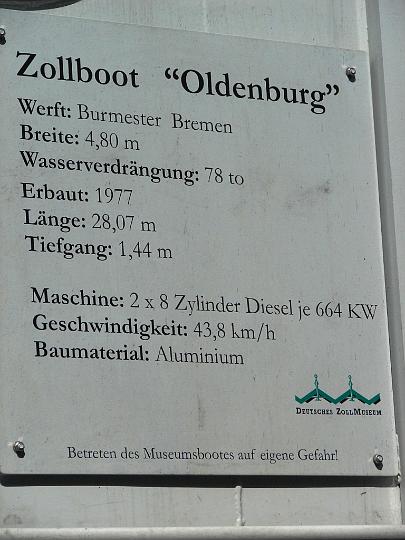 Zollboot "Oldenburg"
Werft: Burmester Bremen
Breite: 4,80 m
Wasserverdrängung: 78 to
Erbaut: 1977
Länge: 28,07 m
Tiefgang: 1,44 m
Maschine: 2 x 8 Zylinder Diesel je 664 KW
Geschwindigkeit: 43,8 km/h
Baumaterial: Aluminium
DEUTSCHES ZOLLMUSEUM
Betreten des Museumsbootes auf eigene Gefahr!